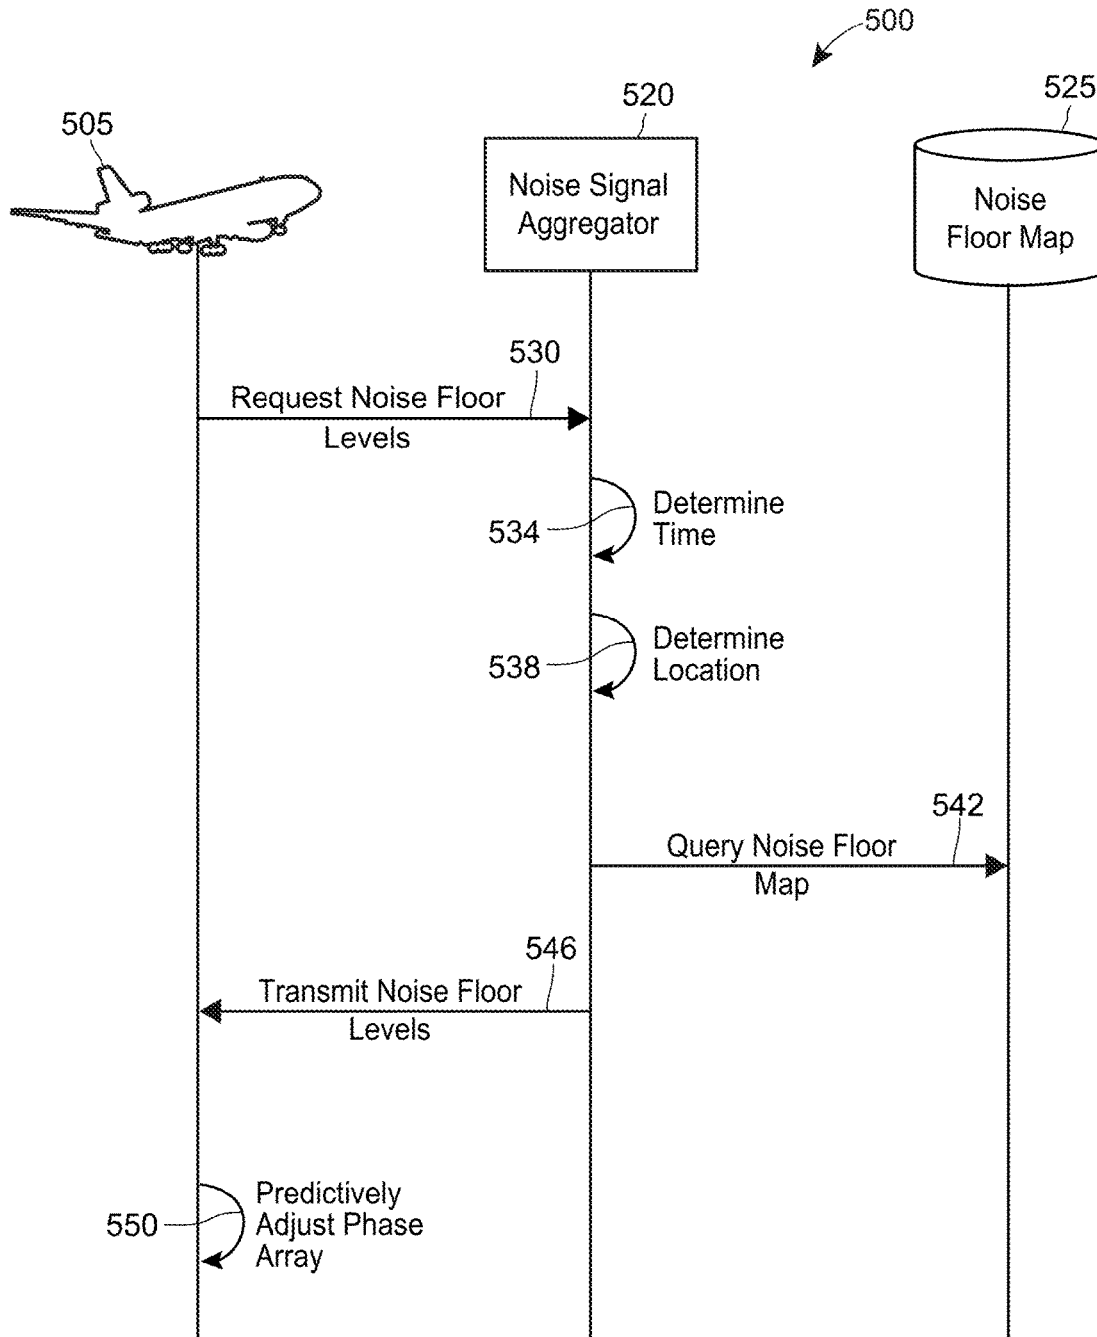 500
505
520
525
Noise Signal
Aggregator
Noise
Floor Map
530
Request Noise Floor
Levels
534
Determine
Time
538
Determine
Location
542
Query Noise Floor
Map
546
Transmit Noise Floor
Levels
550
Predictively
Adjust Phase
Array